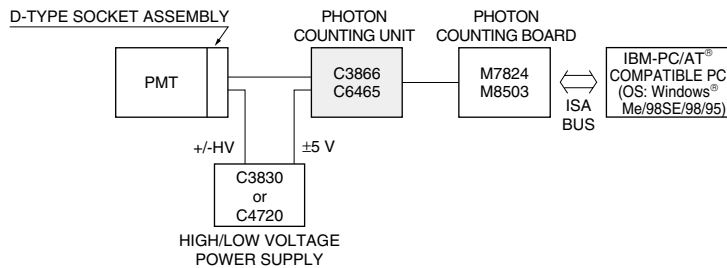 D-TYPE SOCKET ASSEMBLY
PHOTON
COUNTING UNIT
PHOTON
COUNTING BOARD
PMT
C3866
C6465
M7824
M8503
ISA
BUS
IBM-PC/AT®
COMPATIBLE PC
(OS: Windows®
Me/98SE/98/95)
+/-HV
±5 V
C3830
or
C4720
HIGH/LOW VOLTAGE
POWER SUPPLY